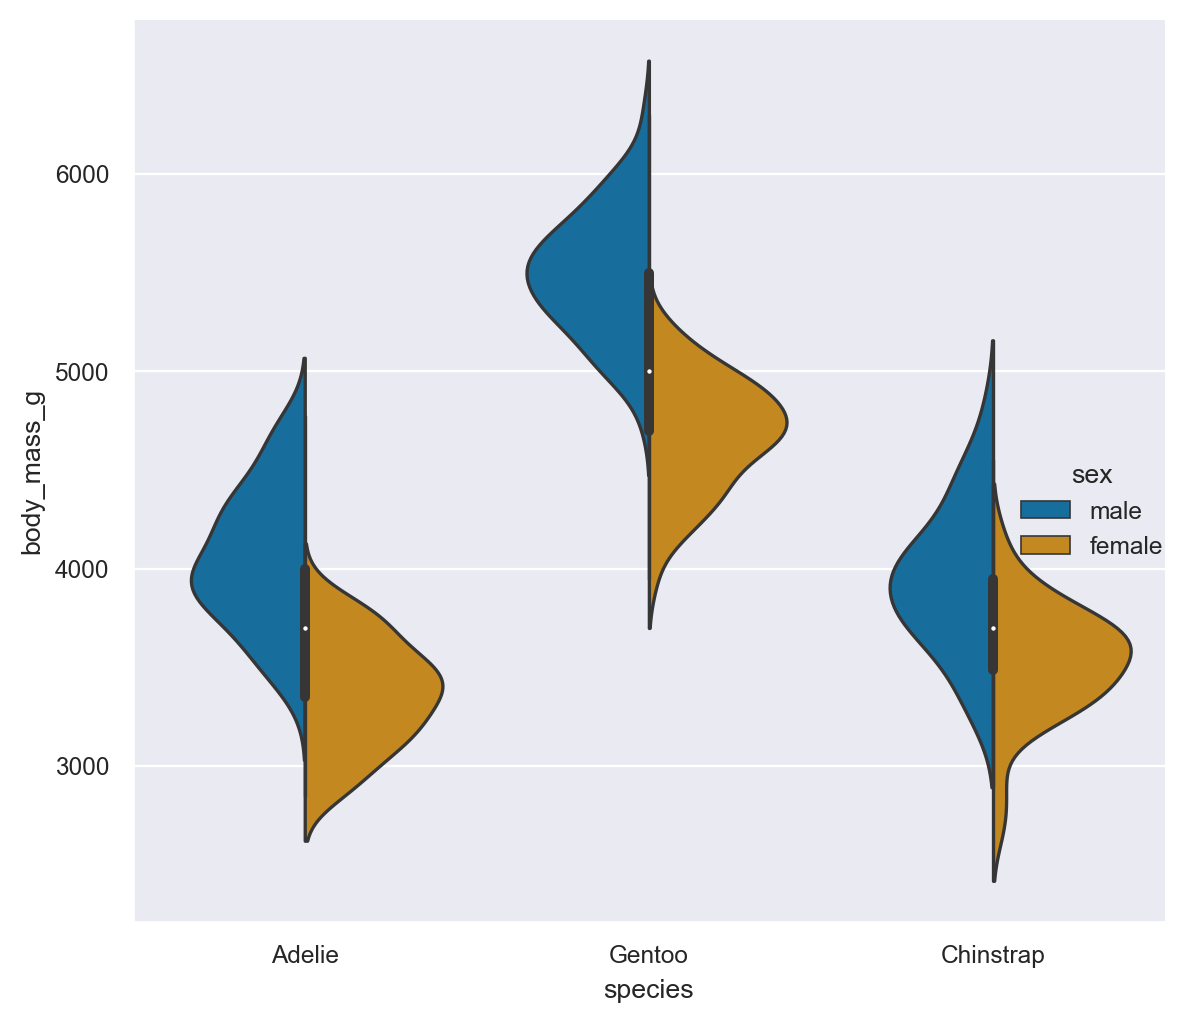 body_mass_g
6000
5000
4000
3000
sex
male
female
Adelie
Gentoo
Chinstrap
species